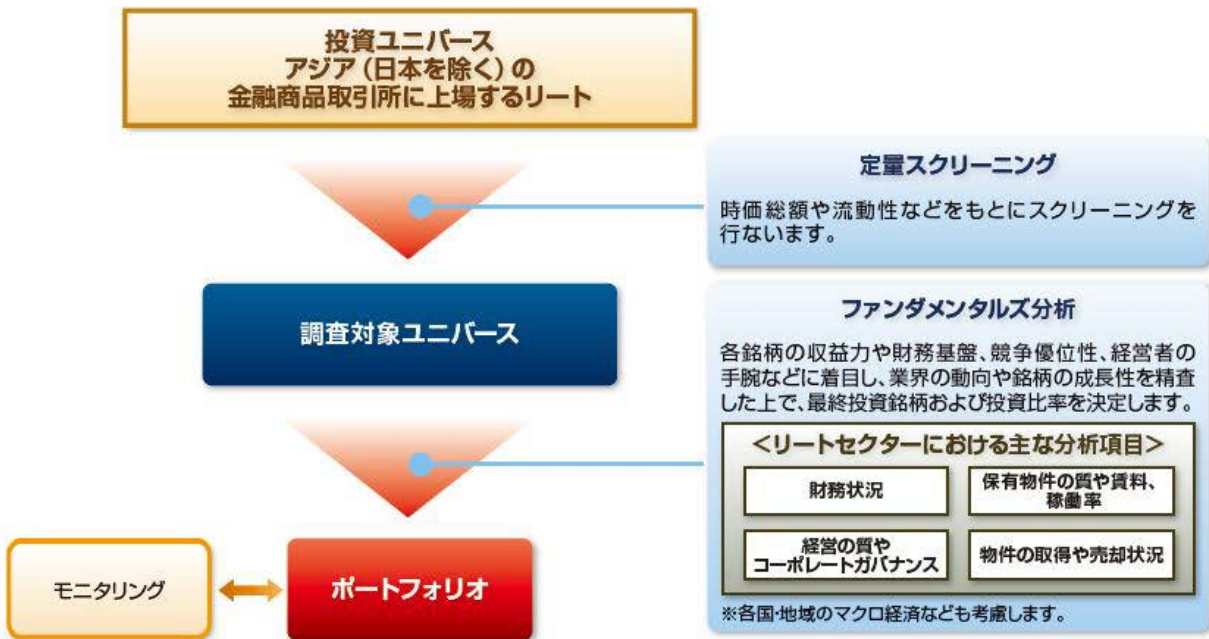 投資ユニバース
アジア（日本を除く）の
金融商品取引所に上場するリート
定量スクリーニング
時価総額や流動性などをもとにスクリーニングを
行ないます。
調査対象ユニバース
ファンダメンタルズ分析
各銘柄の収益力や財務基盤、競争優位性、経営者の
手腕などに着目し、業界の動向や銘柄の成長性を精査
した上で、最終投資銘柄および投資比率を決定します。
＜リートセクターにおける主な分析項目＞
財務状況
保有物件の質や賃料、
稼働率
経営の質や
コーポレートガバナンス
物件の取得や売却状況
※各国・地域のマクロ経済なども考慮します。
モニタリング
ポートフォリオ